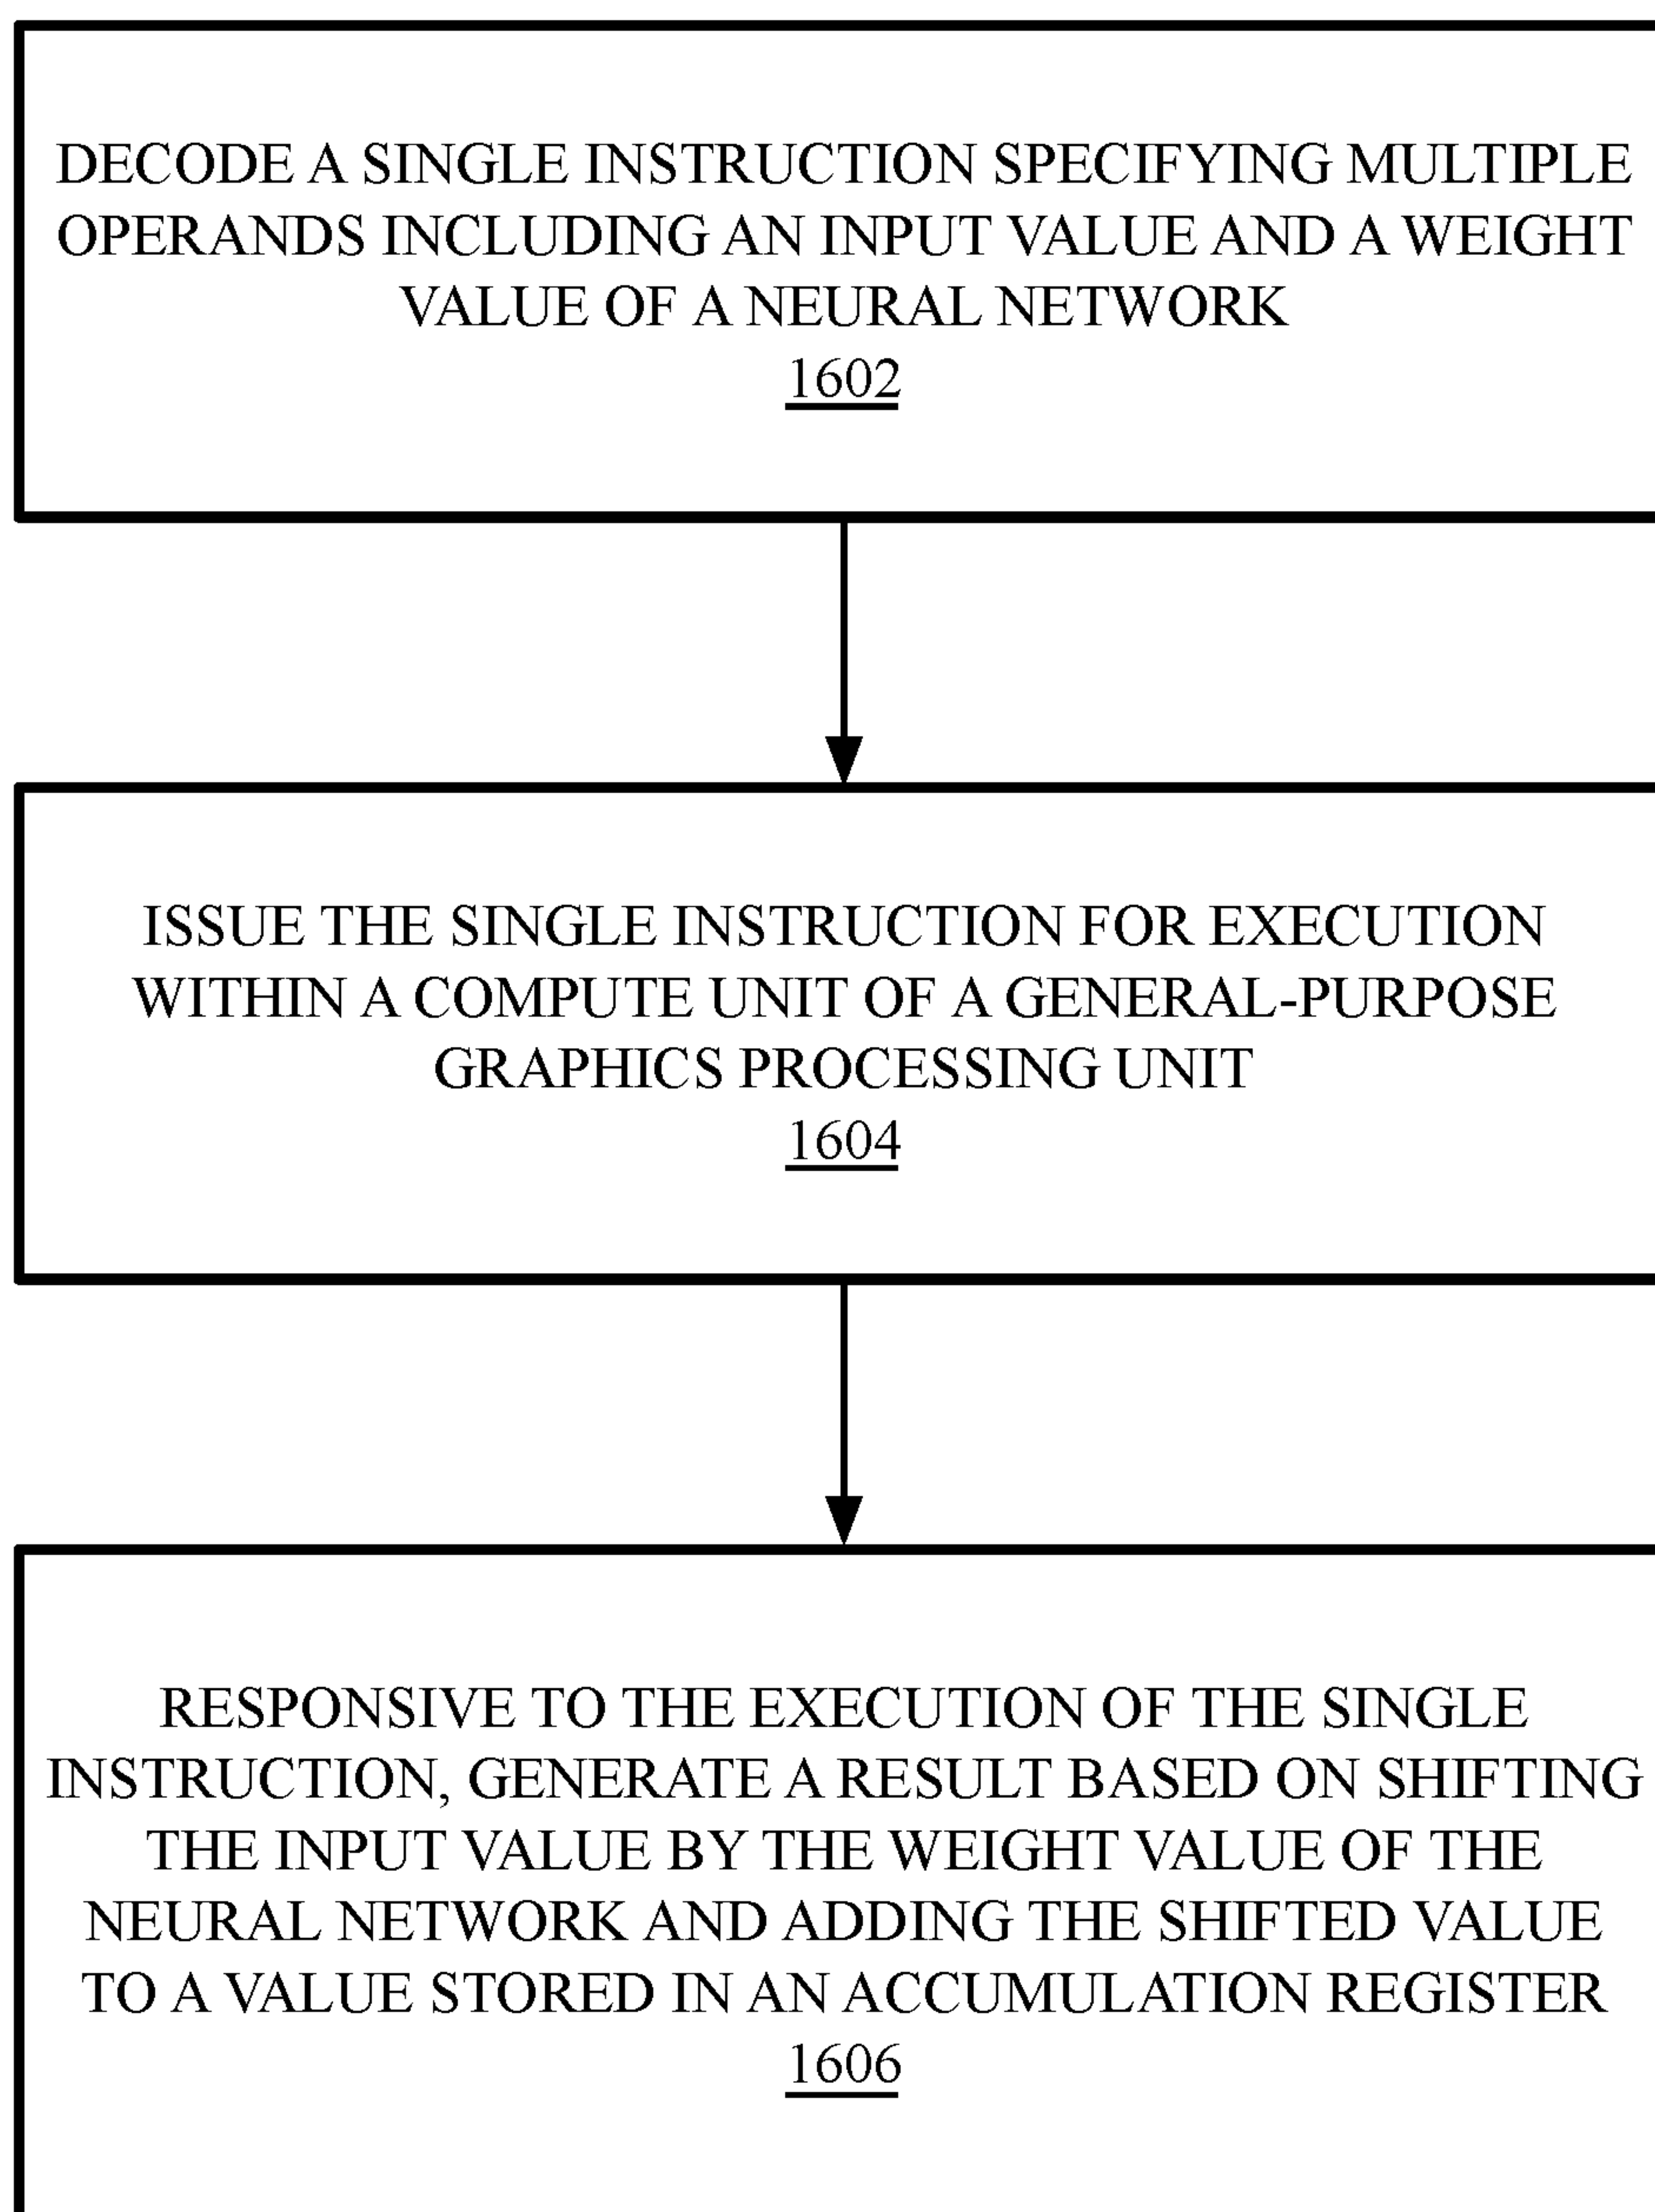 DECODE A SINGLE INSTRUCTION SPECIFYING MULTIPLE
OPERANDS INCLUDING AN INPUT VALUE AND A WEIGHT
VALUE OF A NEURAL NETWORK
1602
ISSUE THE SINGLE INSTRUCTION FOR EXECUTION
WITHIN A COMPUTE UNIT OF A GENERAL-PURPOSE
GRAPHICS PROCESSING UNIT
1604
RESPONSIVE TO THE EXECUTION OF THE SINGLE
INSTRUCTION, GENERATE A RESULT BASED ON SHIFTING
THE INPUT VALUE BY THE WEIGHT VALUE OF THE
NEURAL NETWORK AND ADDING THE SHIFTED VALUE
TO A VALUE STORED IN AN ACCUMULATION REGISTER
1606